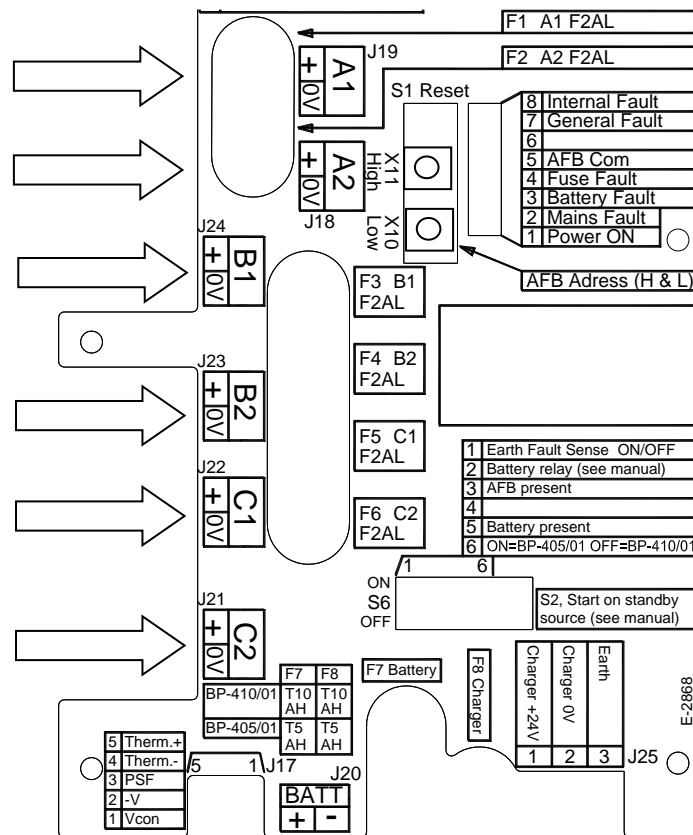 F1 A1 F2AL
J19
A1
+ 0V
F2 A2 F2AL
S1 Reset
8 Internal Fault
7 General Fault
6
5 AFB Com
4 Fuse Fault
3 Battery Fault
2 Mains Fault
1 Power ON
A2
+ 0V
J18
High X11
Low X10
AFB Adress (H & L)
J24
B1
+ 0V
F3 B1
F2AL
F4 B2
F2AL
J23
B2
+ 0V
F5 C1
F2AL
J22
C1
+ 0V
F6 C2
F2AL
1 Earth Fault Sense ON/OFF
2 Battery relay (see manual)
3 AFB present
4
5 Battery present
6 ON=BP-405/01 OFF=BP-410/01
1 6
ON
S6
OFF
S2, Start on standby
source (see manual)
J21
C2
+ 0V
F7 F8
BP-410/01 T10 AH T10 AH
BP-405/01 T5 AH T5 AH
F7 Battery
F8 Charger
Charger +24V 1
Charger 0V 2
Earth 3
J25
E-2868
5 Therm.+
4 Therm.-
3 PSF
2 -V
1 Vcon
5 1 J17
J20
BATT
+ -